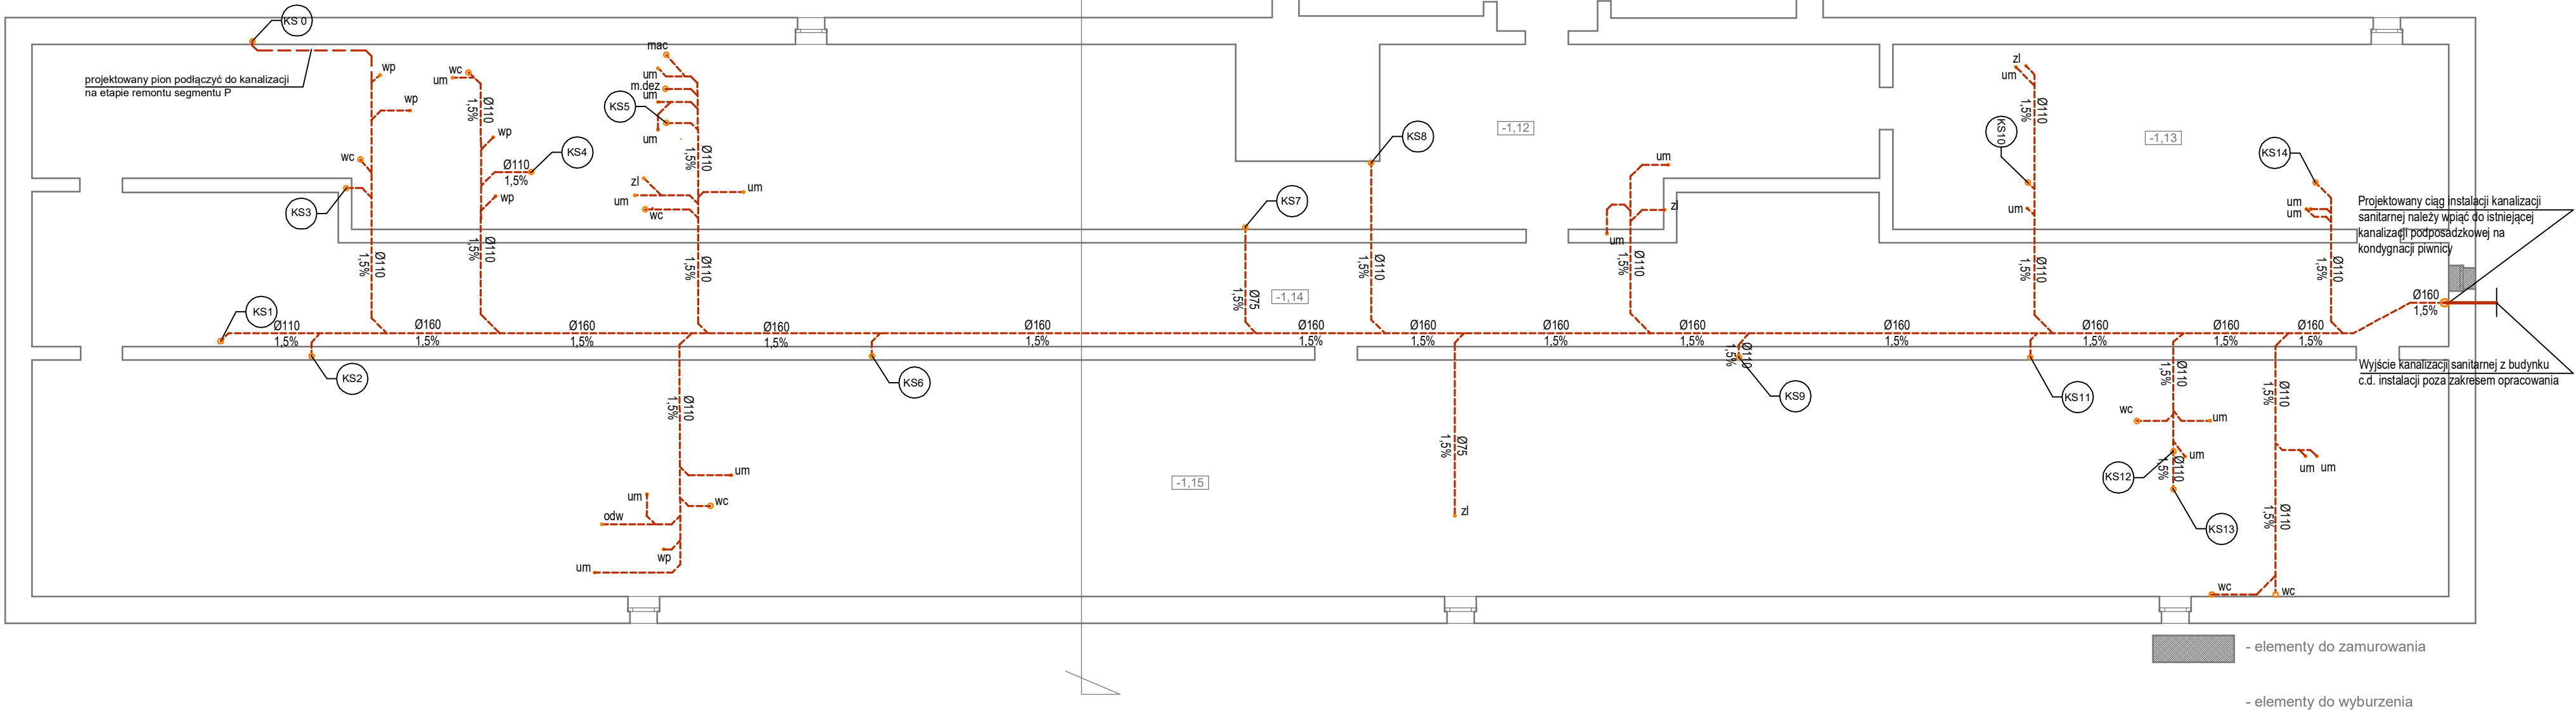 KS 0
projektowany pion podłączyć do kanalizacji
na etapie remontu segmentu P
wp
wp
wc
KS3
Ø110
1,5%
wc
um
Ø110
1,5%
wp
KS4
Ø110
1,5%
wp
Ø110
1,5%
mac
um
m.dez
um
KS5
um
Ø110
1,5%
zl
um
wc
um
Ø110
1,5%
KS7
Ø75
1,5%
-1,14
KS8
Ø110
1,5%
-1,12
um
zl
um
Ø110
1,5%
zl
um
Ø110
1,5%
KS10
um
Ø110
1,5%
-1,13
KS14
um
um
Ø110
1,5%
Projektowany ciąg instalacji kanalizacji
sanitarnej należy wpiąć do istniejącej
kanalizacji podposadzkowej na
kondygnacji piwnicy
Ø160
1,5%
KS1
Ø110
1,5%
Ø160
1,5%
Ø160
1,5%
Ø160
1,5%
Ø160
1,5%
Ø160
1,5%
Ø160
1,5%
Ø160
1,5%
Ø160
1,5%
Ø160
1,5%
Ø160
1,5%
Ø160
1,5%
Ø160
1,5%
KS2
KS6
Ø110
1,5%
KS9
KS11
Wyjście kanalizacji sanitarnej z budynku
c.d. instalacji poza zakresem opracowania
Ø110
1,5%
um
um
wc
odw
wp
um
-1,15
Ø75
1,5%
zl
Ø110
1,5%
wc
um
um
KS12
Ø110
1,5%
KS13
Ø110
1,5%
um
um
Ø110
1,5%
wc
wc
- elementy do zamurowania
- elementy do wyburzenia